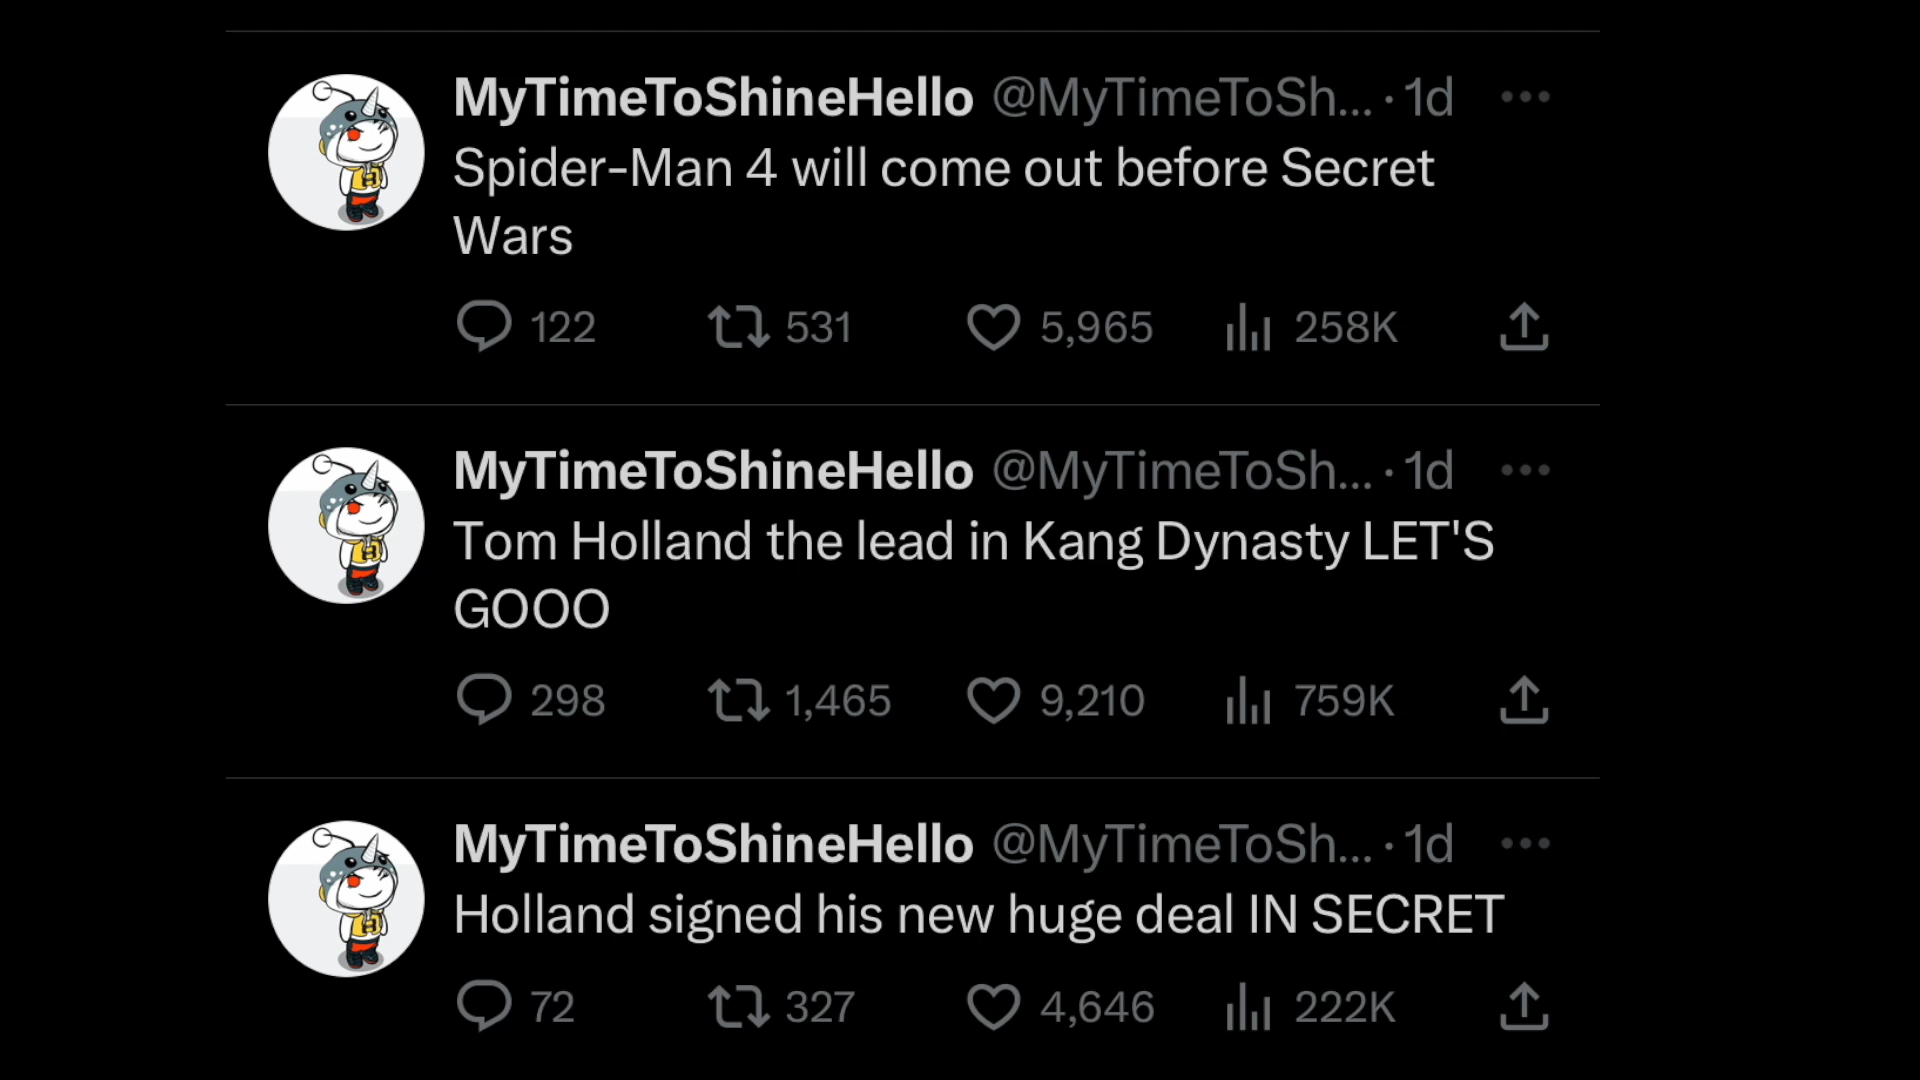 MyTimeToShineHello @MyTimeToSh... · 1d
Spider-Man 4 will come out before Secret
Wars
122 531 5,965 258K
MyTimeToShineHello @MyTimeToSh... · 1d
Tom Holland the lead in Kang Dynasty LET'S
GOOO
298 1,465 9,210 759K
MyTimeToShineHello @MyTimeToSh... · 1d
Holland signed his new huge deal IN SECRET
72 327 4,646 222K